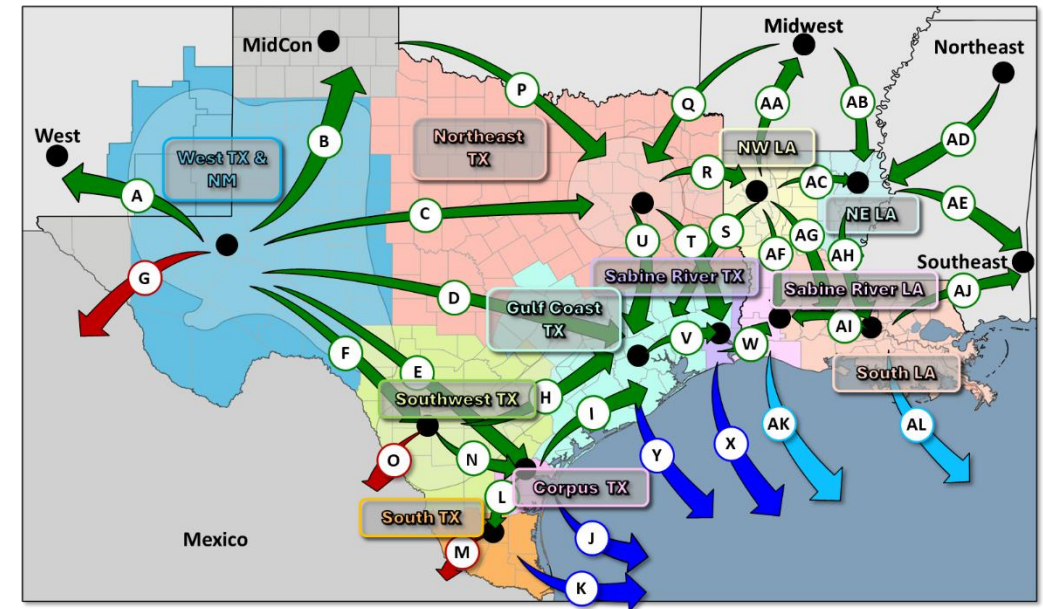 Midwest
MidCon
Northeast
P
Q
AA
AB
West
B
Northeast
TX
NW LA
AD
West TX &
NM
A
R
AC
AE
C
NE LA
U
T
S
AF
AG
AH
Southeast
G
Sabine River TX
Sabine River LA
AJ
D
Gulf Coast
TX
F
V
W
AI
E
South LA
Southwest TX
H
I
AK
AL
O
N
Y
X
L
Corpus TX
South TX
Mexico
M
J
K